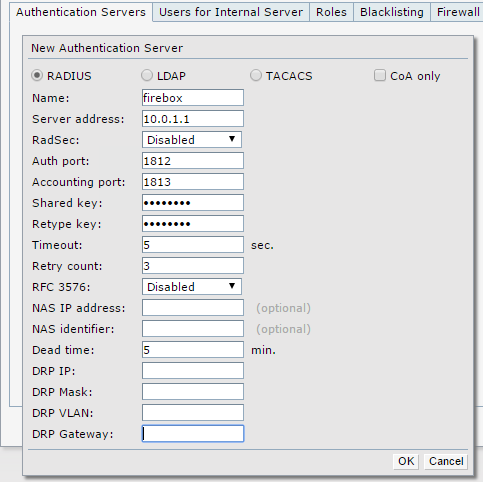 Authentication Servers Users for Internal Server Roles Blacklisting Firewall
New Authentication Server
RADIUS LDAP TACACS CoA only
Name: firebox
Server address: 10.0.1.1
RadSec: Disabled
Auth port: 1812
Accounting port: 1813
Shared key: ••••••••
Retype key: ••••••••
Timeout: 5 sec.
Retry count: 3
RFC 3576: Disabled
NAS IP address: (optional)
NAS identifier: (optional)
Dead time: 5 min.
DRP IP:
DRP Mask:
DRP VLAN:
DRP Gateway:
OK Cancel